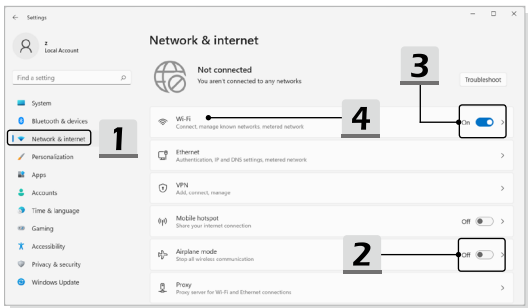 Settings
z
Local Account
Find a setting
System
Bluetooth & devices
Network & internet
Personalization
Apps
Accounts
Time & language
Gaming
Accessibility
Privacy & security
Windows Update
1
Network & internet
Not connected
You aren't connected to any networks
Troubleshoot
3
Wi-Fi
Connect, manage known networks, metered network
4
On
Ethernet
Authentication, IP and DNS settings, metered network
VPN
Add, connect, manage
Mobile hotspot
Share your internet connection
Off
Airplane mode
Stop all wireless communication
2
Off
Proxy
Proxy server for Wi-Fi and Ethernet connections